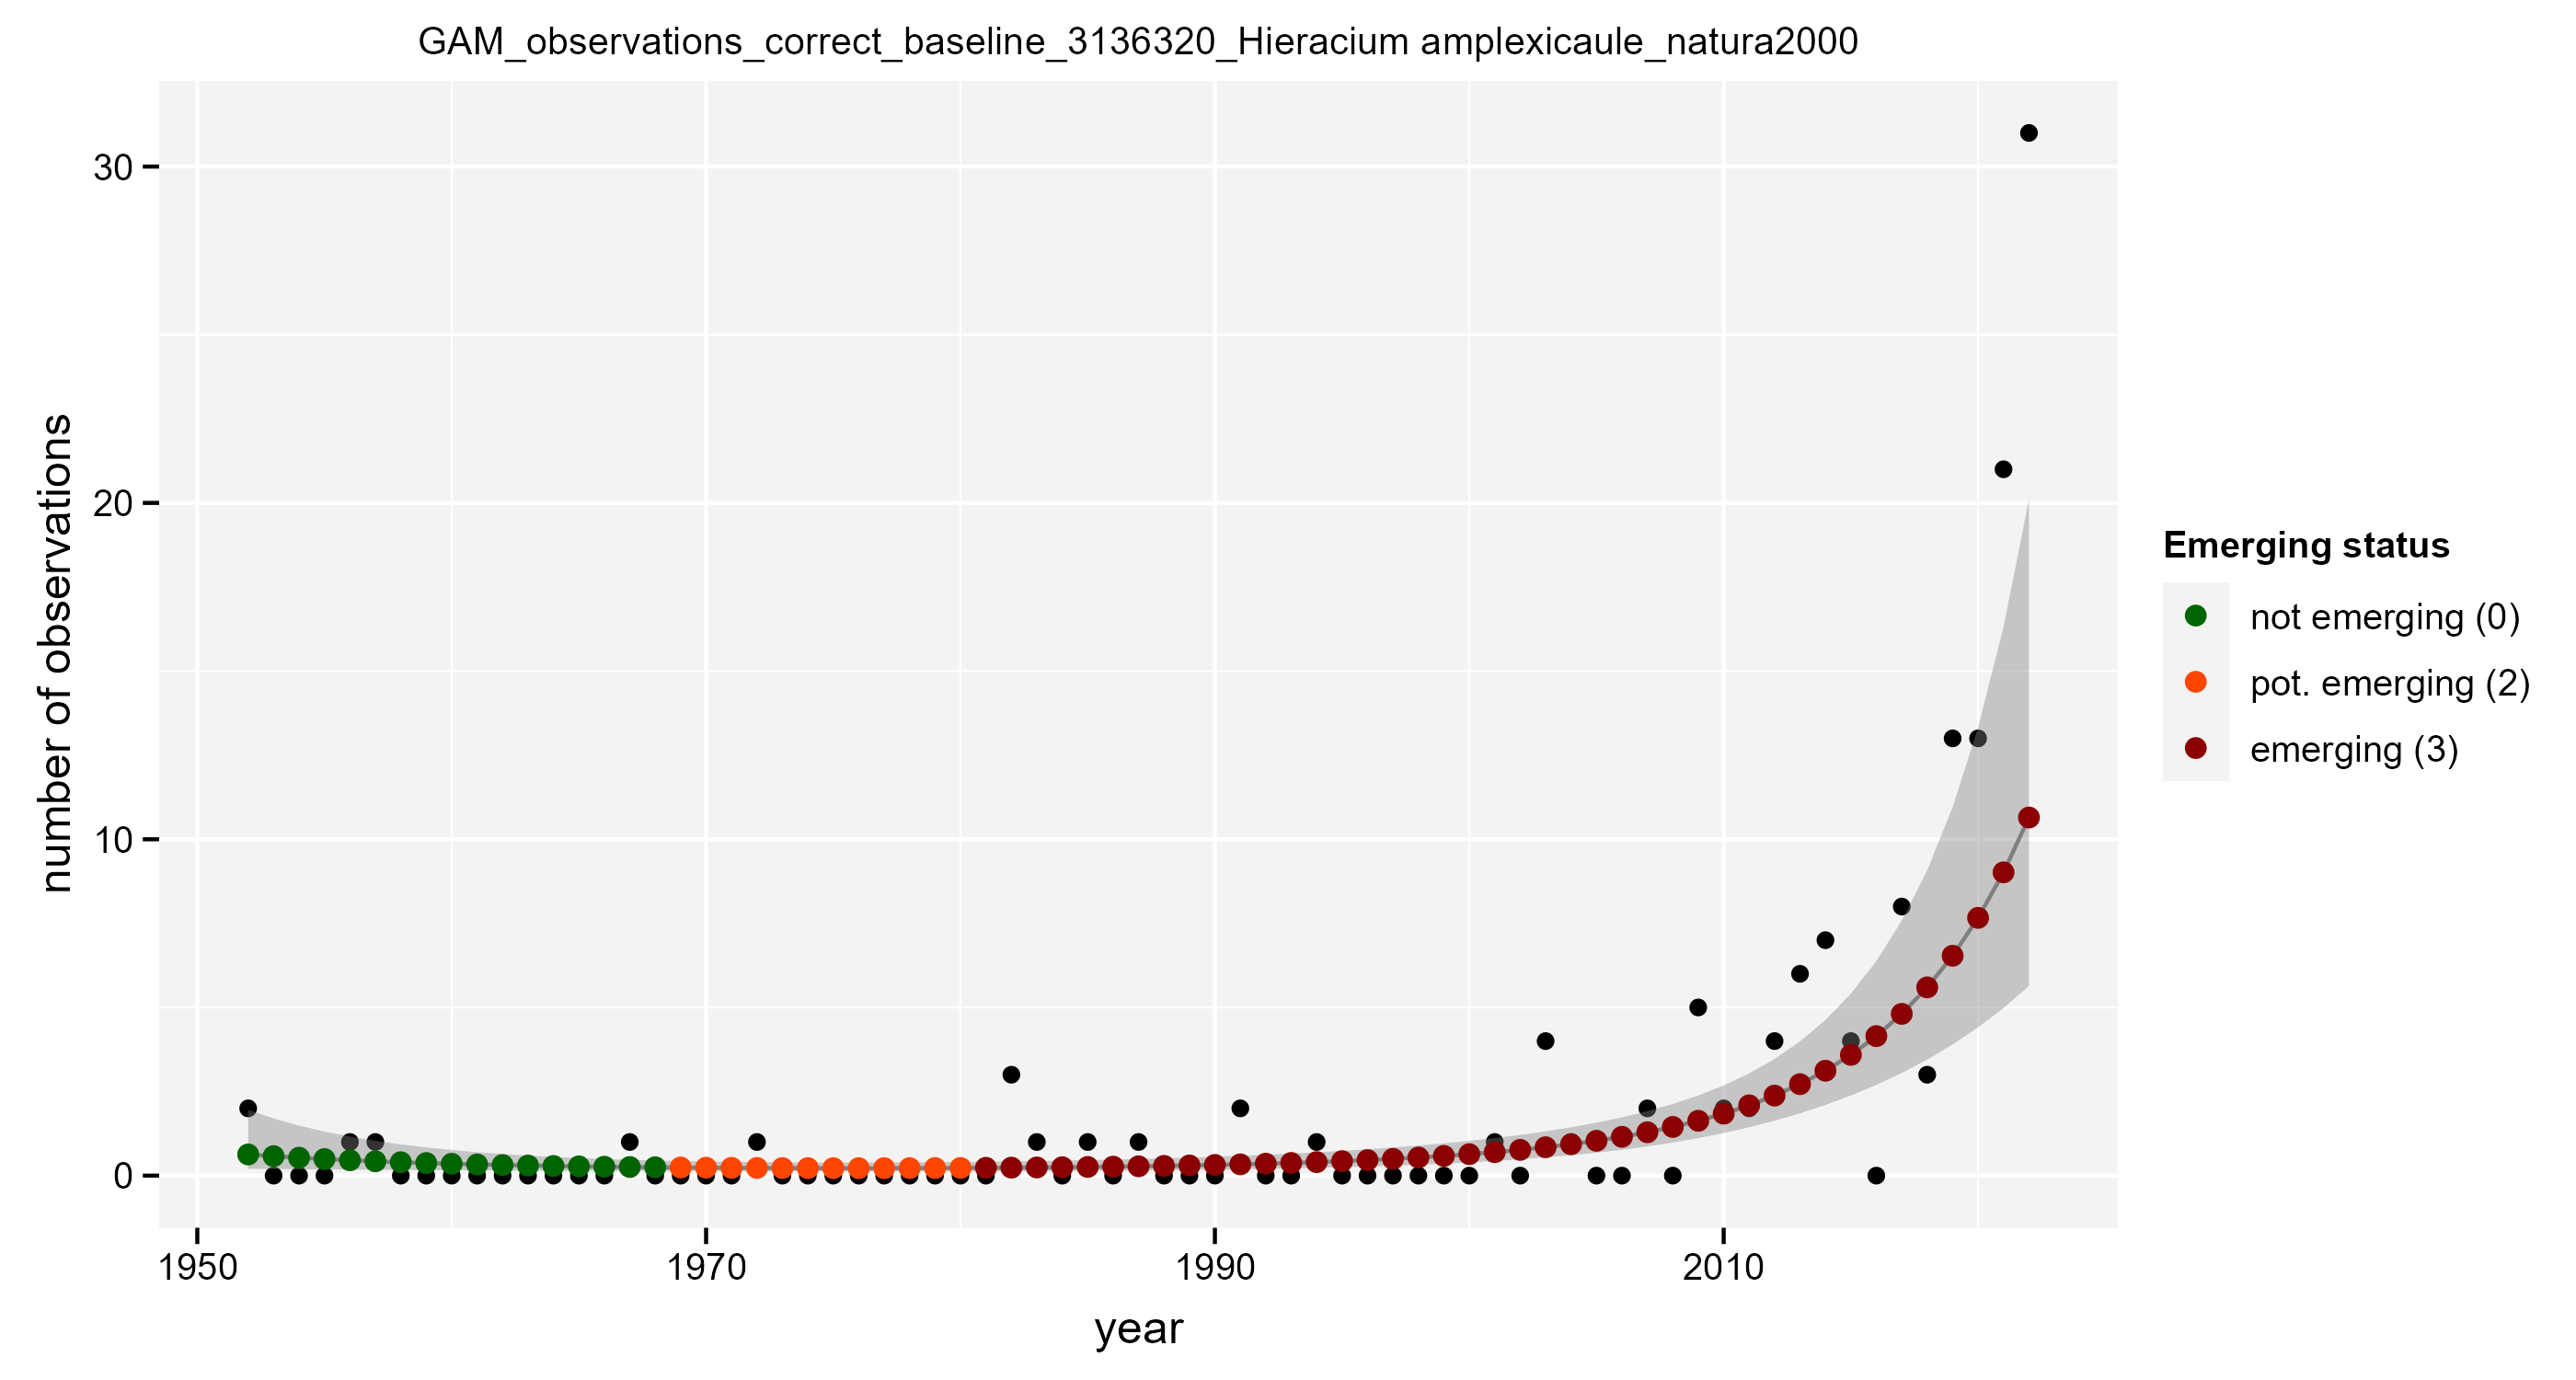 GAM_observations_correct_baseline_3136320_Hieracium amplexicaule_natura2000
number of observations
30
20
10
0
1950
1970
1990
2010
year
Emerging status
not emerging (0)
pot. emerging (2)
emerging (3)